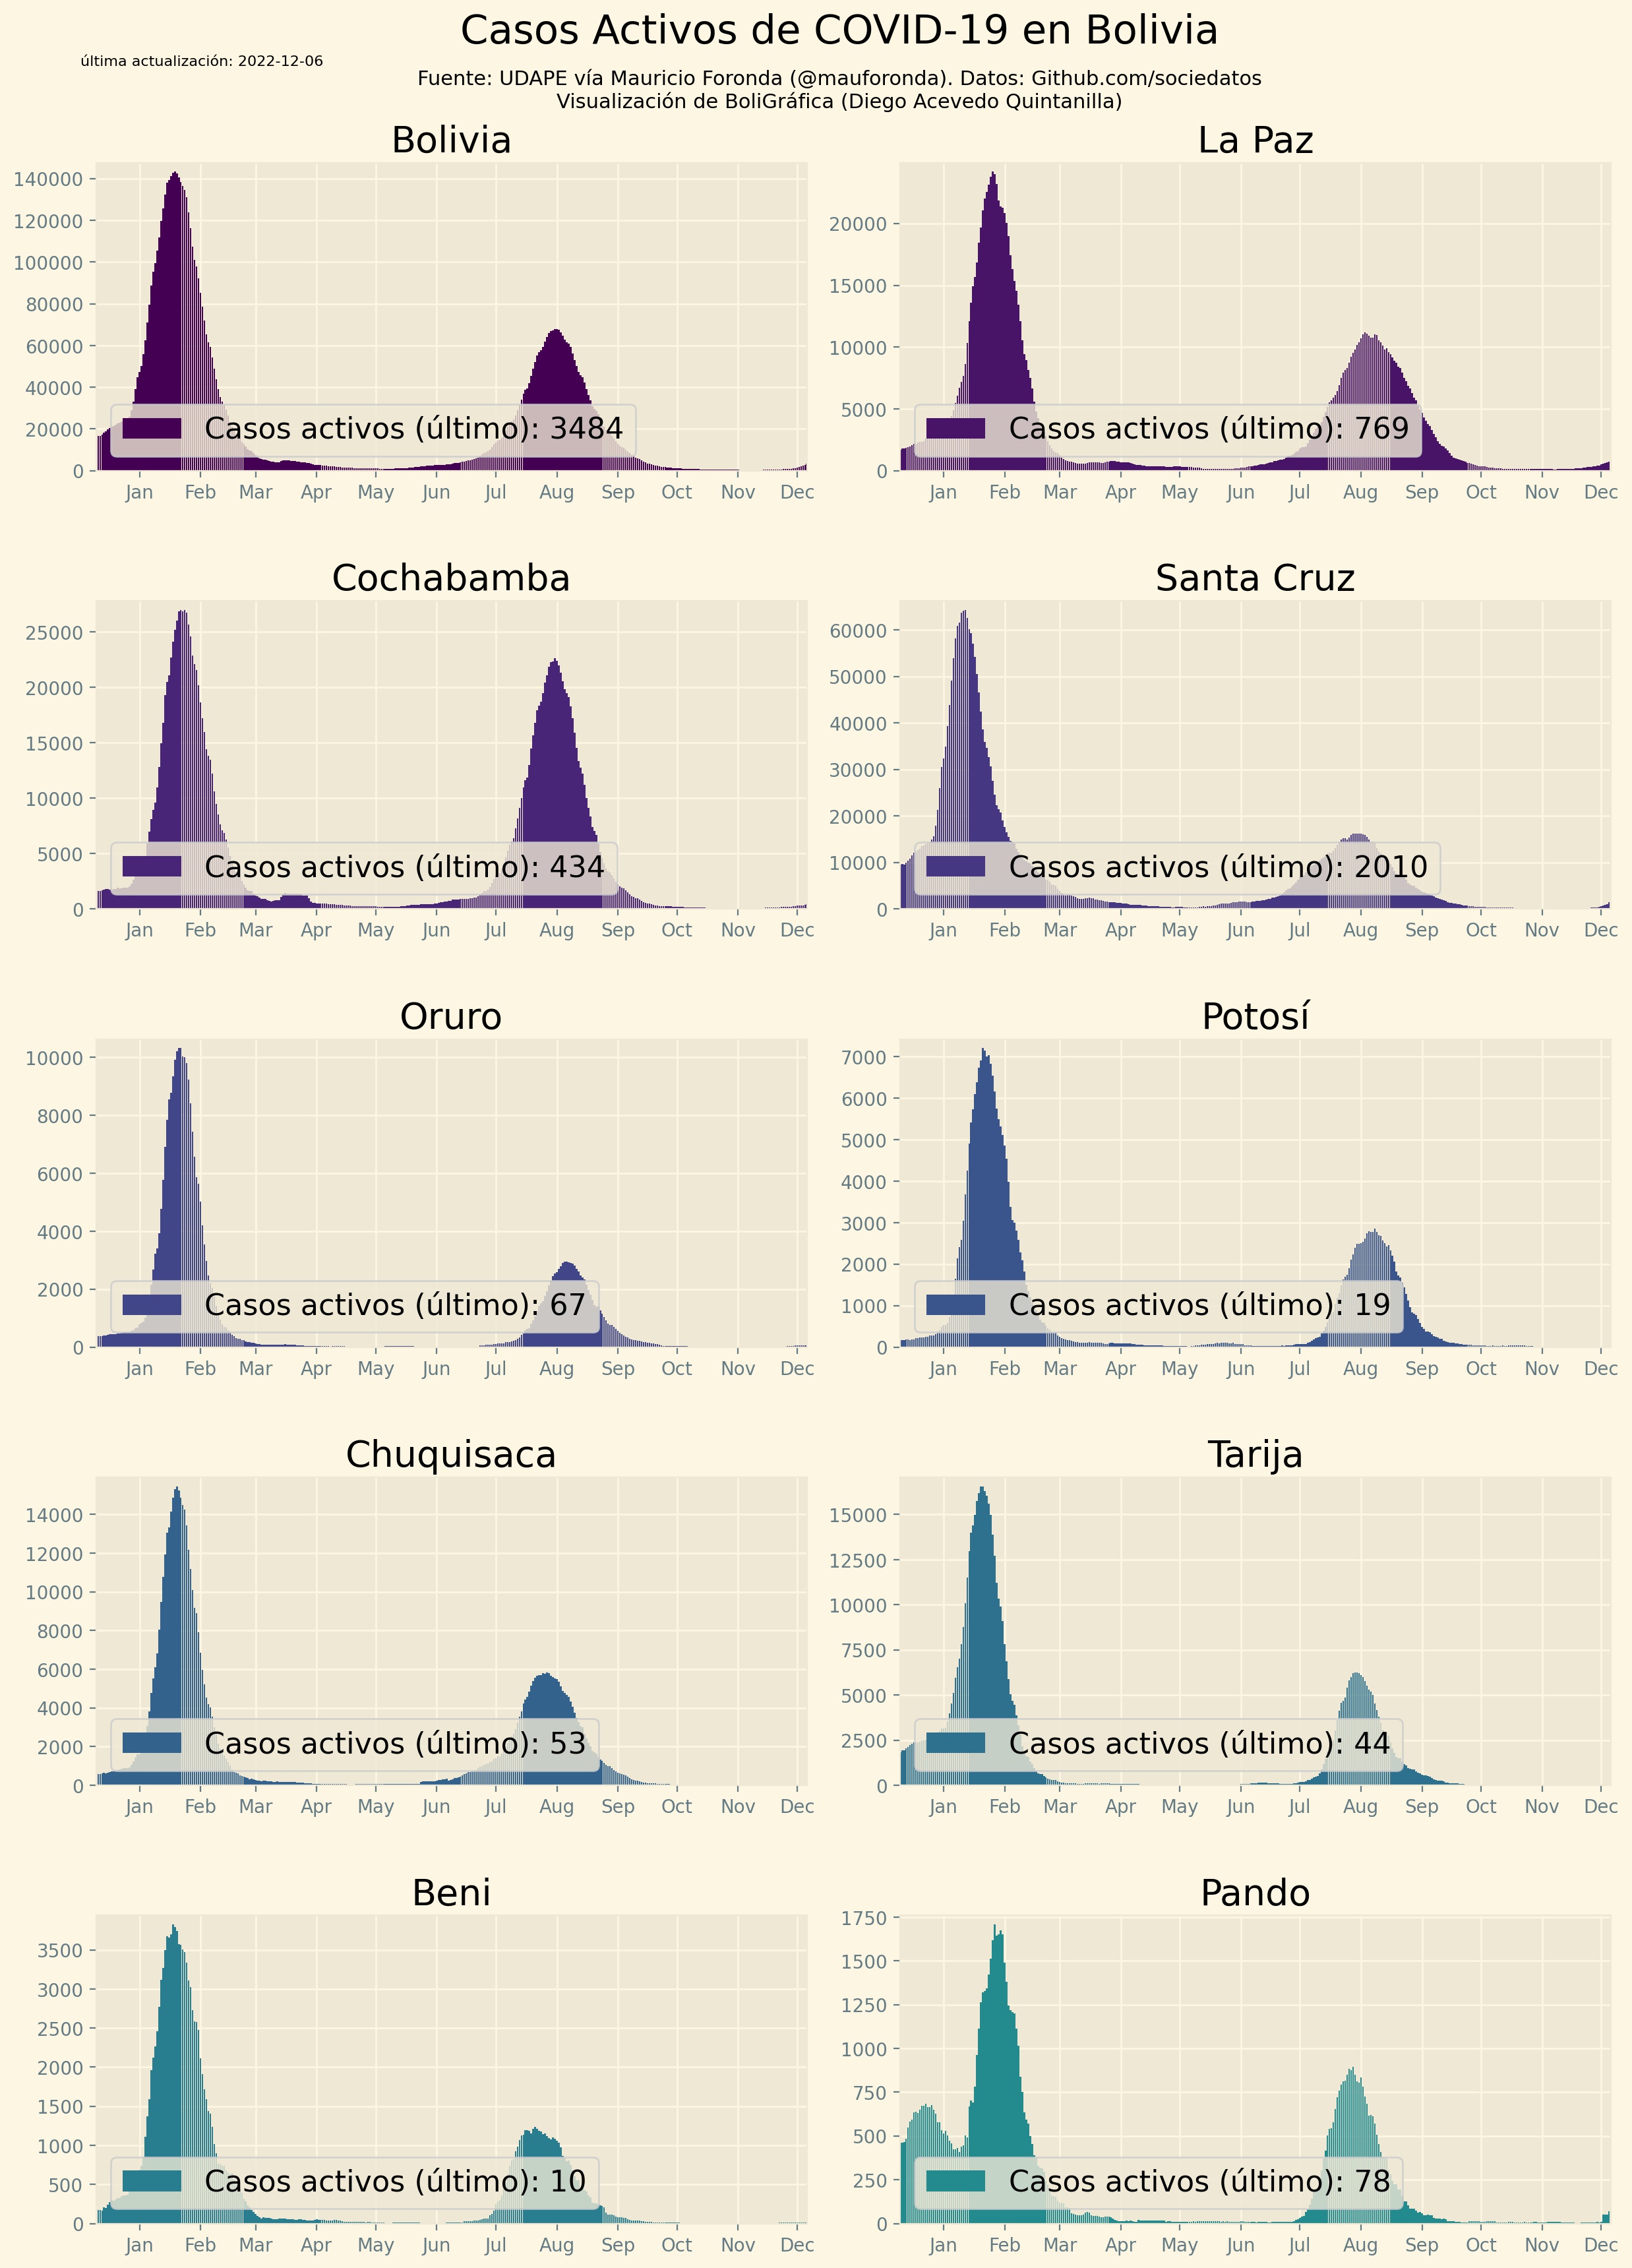 Casos Activos de COVID-19 en Bolivia
última actualización: 2022-12-06
Fuente: UDAPE vía Mauricio Foronda (@mauforonda). Datos: Github.com/sociedatos
Visualización de BoliGráfica (Diego Acevedo Quintanilla)
Bolivia
140000
120000
100000
80000
60000
40000
20000
0
Casos activos (último): 3484
Jan Feb Mar Apr May Jun Jul Aug Sep Oct Nov Dec
La Paz
20000
15000
10000
5000
0
Casos activos (último): 769
Jan Feb Mar Apr May Jun Jul Aug Sep Oct Nov Dec
Cochabamba
25000
20000
15000
10000
5000
0
Casos activos (último): 434
Jan Feb Mar Apr May Jun Jul Aug Sep Oct Nov Dec
Santa Cruz
60000
50000
40000
30000
20000
10000
0
Casos activos (último): 2010
Jan Feb Mar Apr May Jun Jul Aug Sep Oct Nov Dec
Oruro
10000
8000
6000
4000
2000
0
Casos activos (último): 67
Jan Feb Mar Apr May Jun Jul Aug Sep Oct Nov Dec
Potosí
7000
6000
5000
4000
3000
2000
1000
0
Casos activos (último): 19
Jan Feb Mar Apr May Jun Jul Aug Sep Oct Nov Dec
Chuquisaca
14000
12000
10000
8000
6000
4000
2000
0
Casos activos (último): 53
Jan Feb Mar Apr May Jun Jul Aug Sep Oct Nov Dec
Tarija
15000
12500
10000
7500
5000
2500
0
Casos activos (último): 44
Jan Feb Mar Apr May Jun Jul Aug Sep Oct Nov Dec
Beni
3500
3000
2500
2000
1500
1000
500
0
Casos activos (último): 10
Jan Feb Mar Apr May Jun Jul Aug Sep Oct Nov Dec
Pando
1750
1500
1250
1000
750
500
250
0
Casos activos (último): 78
Jan Feb Mar Apr May Jun Jul Aug Sep Oct Nov Dec